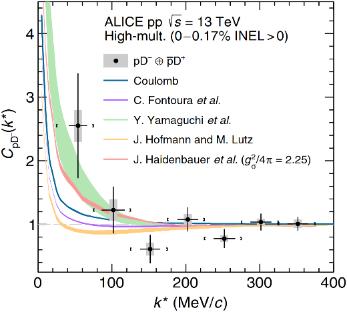 ALICE pp √s = 13 TeV
High-mult. (0−0.17% INEL>0)
pD⁻ ⊕ p̄D⁺
Coulomb
C. Fontoura et al.
Y. Yamaguchi et al.
J. Hofmann and M. Lutz
J. Haidenbauer et al. (g²σ/4π = 2.25)
C_pD⁻(k*)
4
3
2
1
0 100 200 300 400
k* (MeV/c)